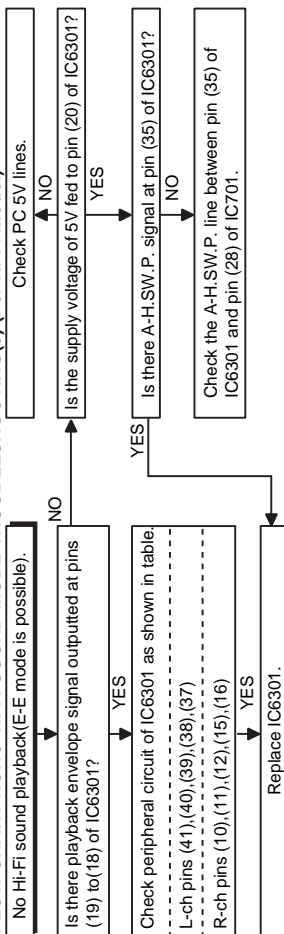 No Hi-Fi sound playback(E-E mode is possible).
Is there playback envelope signal outputted at pins
(19) to(18) of IC6301?
NO
YES
Check peripheral circuit of IC6301 as shown in table.
L-ch pins (41),(40),(39),(38),(37)
R-ch pins (10),(11),(12),(15),(16)
YES
Replace IC6301.
Check PC 5V lines.
NO
Is the supply voltage of 5V fed to pin (20) of IC6301?
YES
Is there A-H.SW.P. signal at pin (35) of IC6301?
YES
NO
Check the A-H.SW.P. line between pin (35) of
IC6301 and pin (28) of IC701.